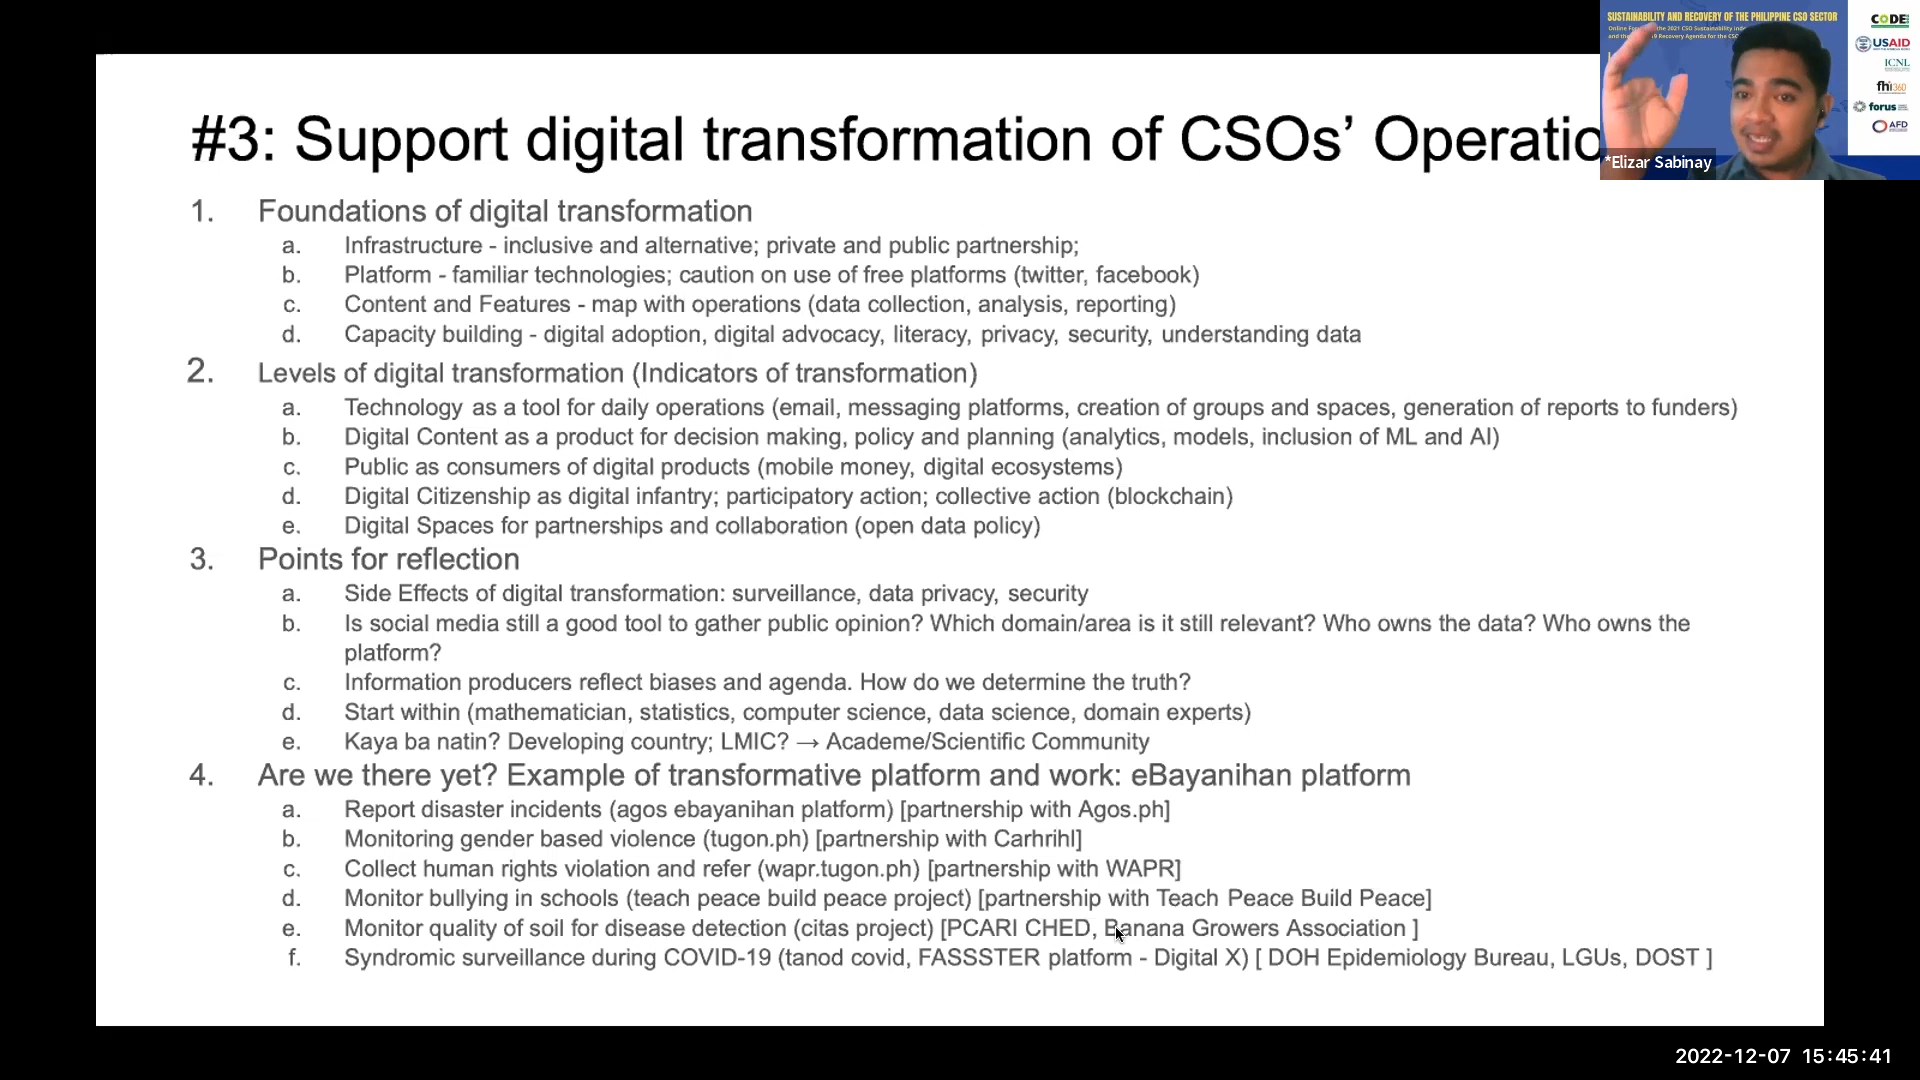 SUSTAINABILITY AND RECOVERY OF THE PHILIPPINE CSO SECTOR
CODE
USAID
ICNL
fhi360
forus
AFD
*Elizar Sabinay
#3: Support digital transformation of CSOs’
1. Foundations of digital transformation
a. Infrastructure - inclusive and alternative; private and public partnership;
b. Platform - familiar technologies; caution on use of free platforms (twitter, facebook)
c. Content and Features - map with operations (data collection, analysis, reporting)
d. Capacity building - digital adoption, digital advocacy, literacy, privacy, security, understanding data
2. Levels of digital transformation (Indicators of transformation)
a. Technology as a tool for daily operations (email, messaging platforms, creation of groups and spaces, generation of reports to funders)
b. Digital Content as a product for decision making, policy and planning (analytics, models, inclusion of ML and AI)
c. Public as consumers of digital products (mobile money, digital ecosystems)
d. Digital Citizenship as digital infantry; participatory action; collective action (blockchain)
e. Digital Spaces for partnerships and collaboration (open data policy)
3. Points for reflection
a. Side Effects of digital transformation: surveillance, data privacy, security
b. Is social media still a good tool to gather public opinion? Which domain/area is it still relevant? Who owns the data? Who owns the
platform?
c. Information producers reflect biases and agenda. How do we determine the truth?
d. Start within (mathematician, statistics, computer science, data science, domain experts)
e. Kaya ba natin? Developing country; LMIC? → Academe/Scientific Community
4. Are we there yet? Example of transformative platform and work: eBayanihan platform
a. Report disaster incidents (agos ebayanihan platform) [partnership with Agos.ph]
b. Monitoring gender based violence (tugon.ph) [partnership with Carhrihl]
c. Collect human rights violation and refer (wapr.tugon.ph) [partnership with WAPR]
d. Monitor bullying in schools (teach peace build peace project) [partnership with Teach Peace Build Peace]
e. Monitor quality of soil for disease detection (citas project) [PCARI CHED, Banana Growers Association ]
f. Syndromic surveillance during COVID-19 (tanod covid, FASSSTER platform - Digital X) [ DOH Epidemiology Bureau, LGUs, DOST ]
2022-12-07 15:45:41